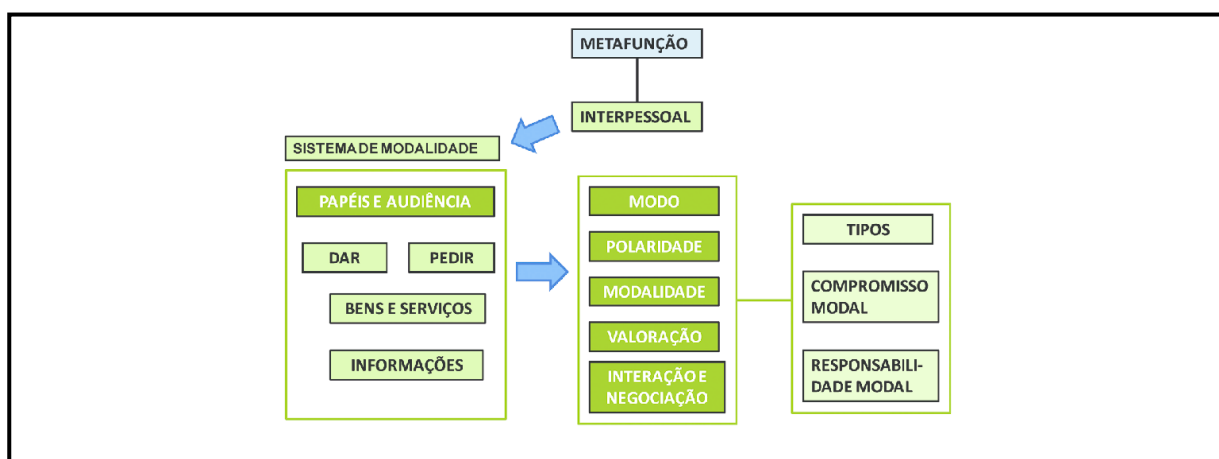 METAFUNÇÃO
INTERPESSOAL
SISTEMA DE MODALIDADE
PAPÉIS E AUDIÊNCIA
DAR
PEDIR
BENS E SERVIÇOS
INFORMAÇÕES
MODO
POLARIDADE
MODALIDADE
VALORAÇÃO
INTERAÇÃO E
NEGOCIAÇÃO
TIPOS
COMPROMISSO
MODAL
RESPONSABILI-
DADE MODAL